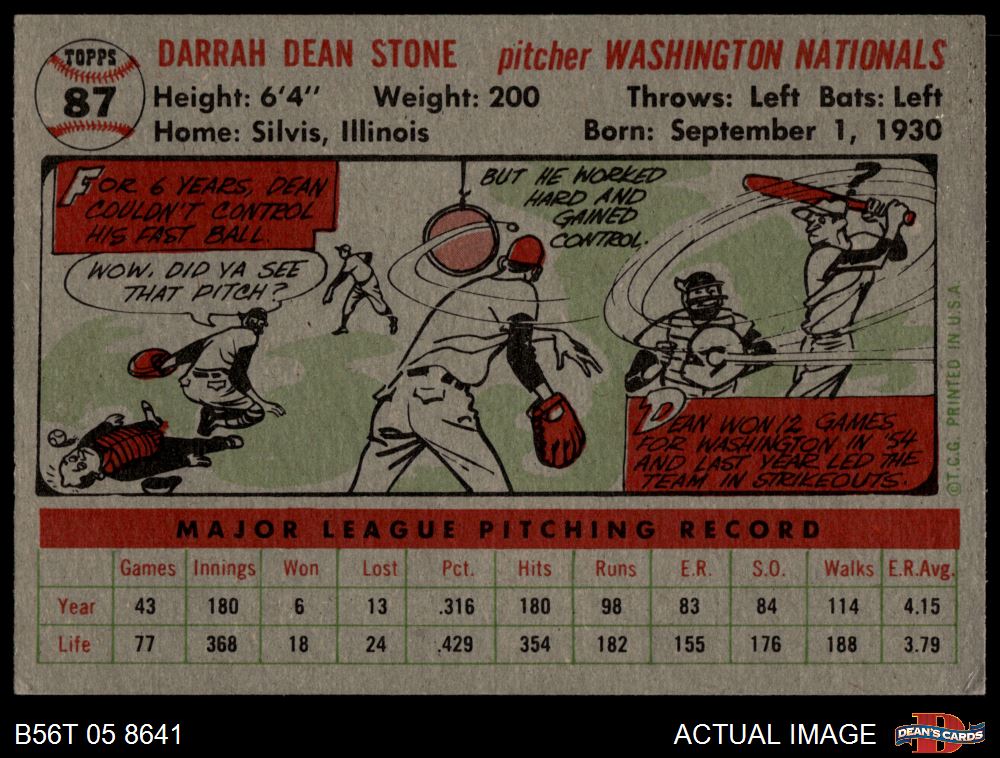 TOPPS
87
DARRAH DEAN STONE pitcher WASHINGTON NATIONALS
Height: 6'4" Weight: 200 Throws: Left Bats: Left
Home: Silvis, Illinois Born: September 1, 1930
FOR 6 YEARS, DEAN
COULDN'T CONTROL
HIS FAST BALL
WOW, DID YA SEE
THAT PITCH?
BUT HE WORKED
HARD AND
GAINED
CONTROL.
?
DEAN WON 12 GAMES
FOR WASHINGTON IN '54
AND LAST YEAR LED THE
TEAM IN STRIKEOUTS.
©T.C.G. PRINTED IN U.S.A.
MAJOR LEAGUE PITCHING RECORD
Games Innings Won Lost Pct. Hits Runs E.R. S.O. Walks E.R.Avg.
Year 43 180 6 13 .316 180 98 83 84 114 4.15
Life 77 368 18 24 .429 354 182 155 176 188 3.79
B56T 05 8641 ACTUAL IMAGE
D
DEAN'S CARDS